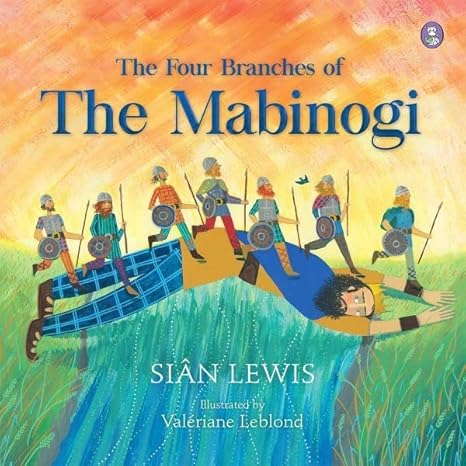 The Four Branches of
The Mabinogi
SIÂN LEWIS
Illustrated by
Valériane Leblond